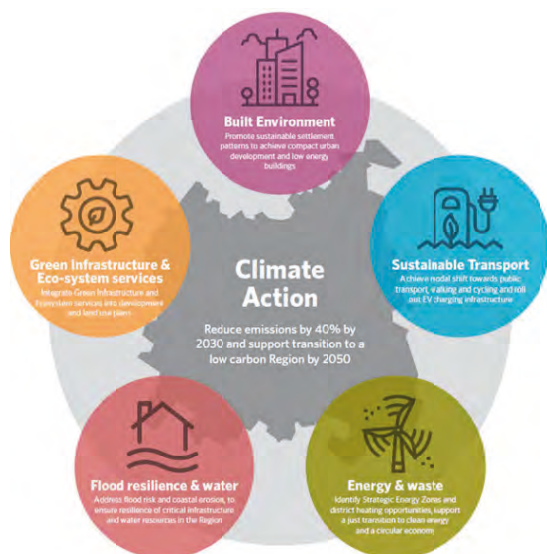 Built Environment
Promote sustainable settlement
patterns to achieve compact urban
development and low energy
buildings
Green Infrastructure &
Eco-system services
Integrate Green Infrastructure and
Ecosystem services into development
and land use plans
Sustainable Transport
Achieve modal shift towards public
transport, walking and cycling and roll
out EV charging infrastructure
Climate
Action
Reduce emissions by 40% by
2030 and support transition to a
low carbon Region by 2050
Flood resilience & water
Address flood risk and coastal erosion, to
ensure resilience of critical infrastructure
and water resources in the Region
Energy & waste
Identify Strategic Energy Zones and
district heating opportunities, support
a just transition to clean energy
and a circular economy